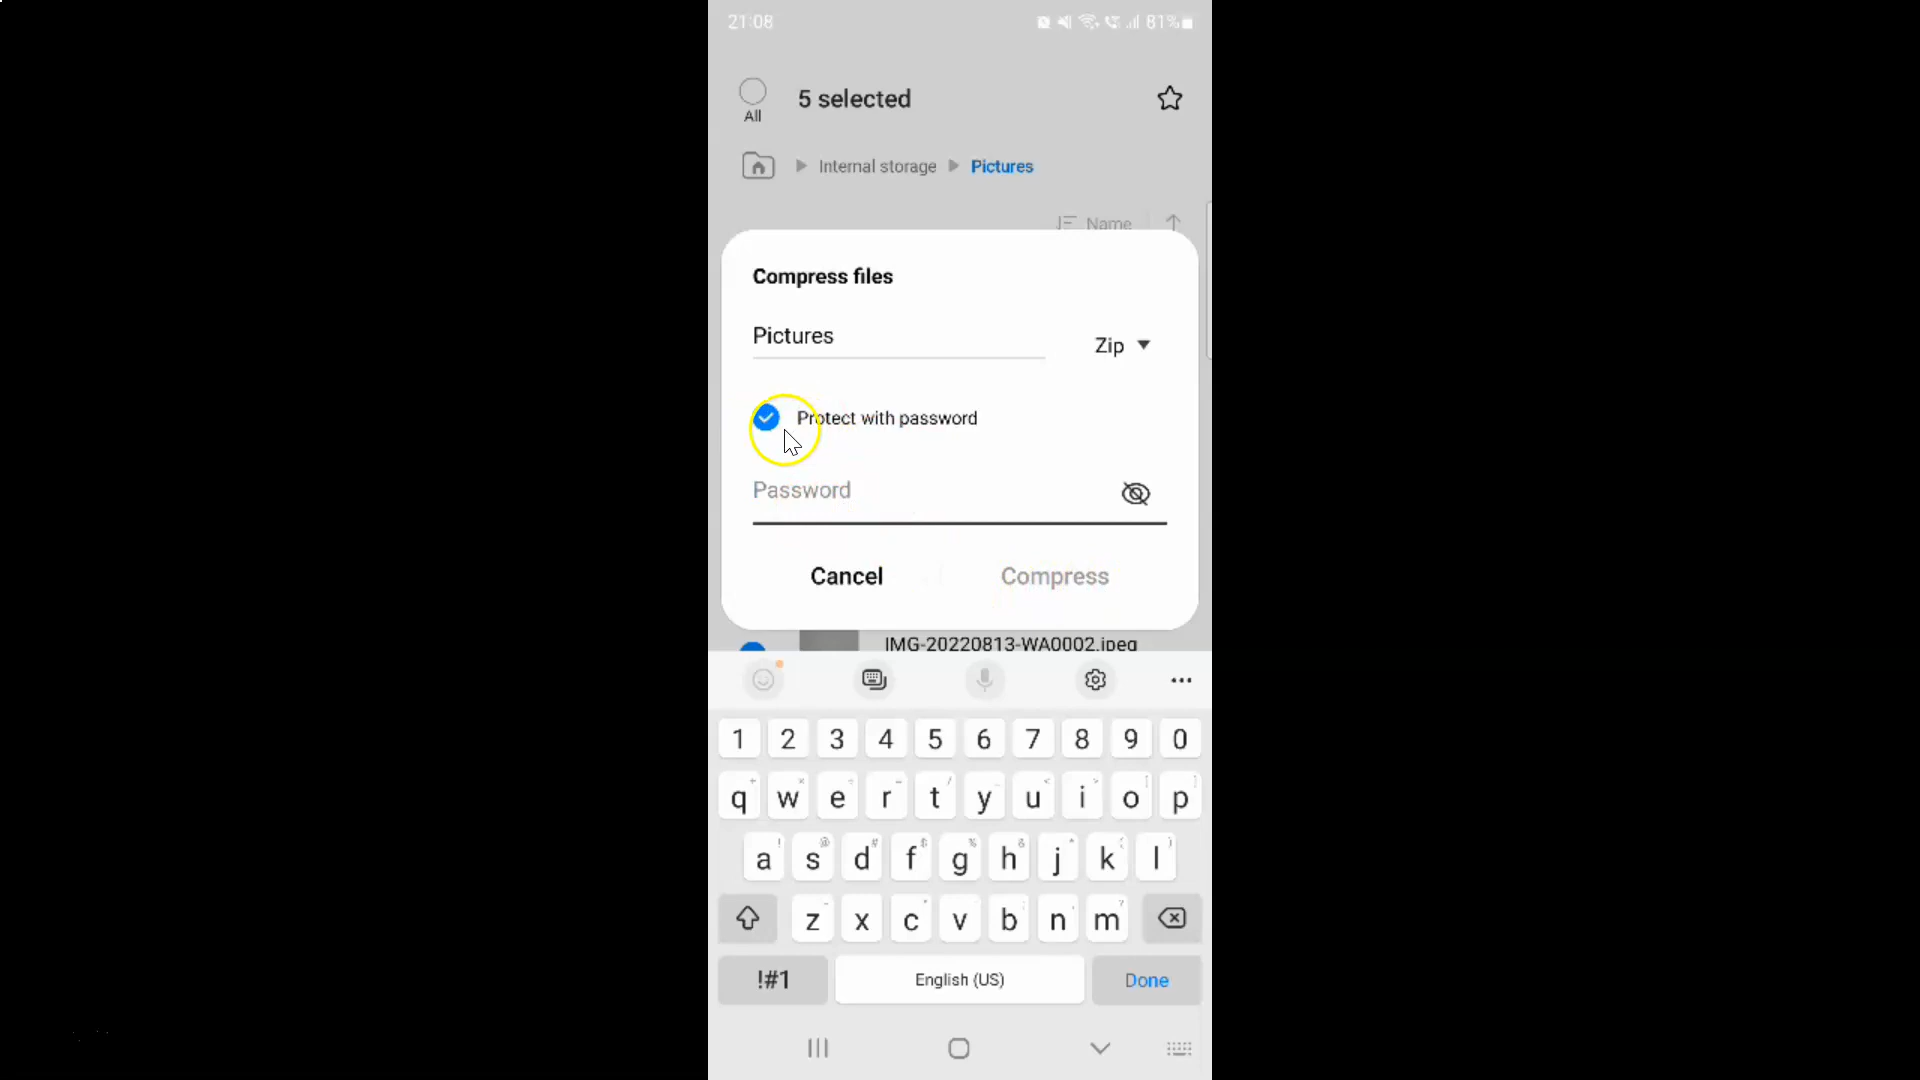 21:08
81%
5 selected
All
Internal storage
Pictures
Name
Compress files
Pictures
Zip
Protect with password
Password
Cancel
Compress
IMG-20220813-WA0002.jpeg
1 2 3 4 5 6 7 8 9 0
q w e r t y u i o p
a s d f g h j k l
z x c v b n m
!#1
English (US)
Done